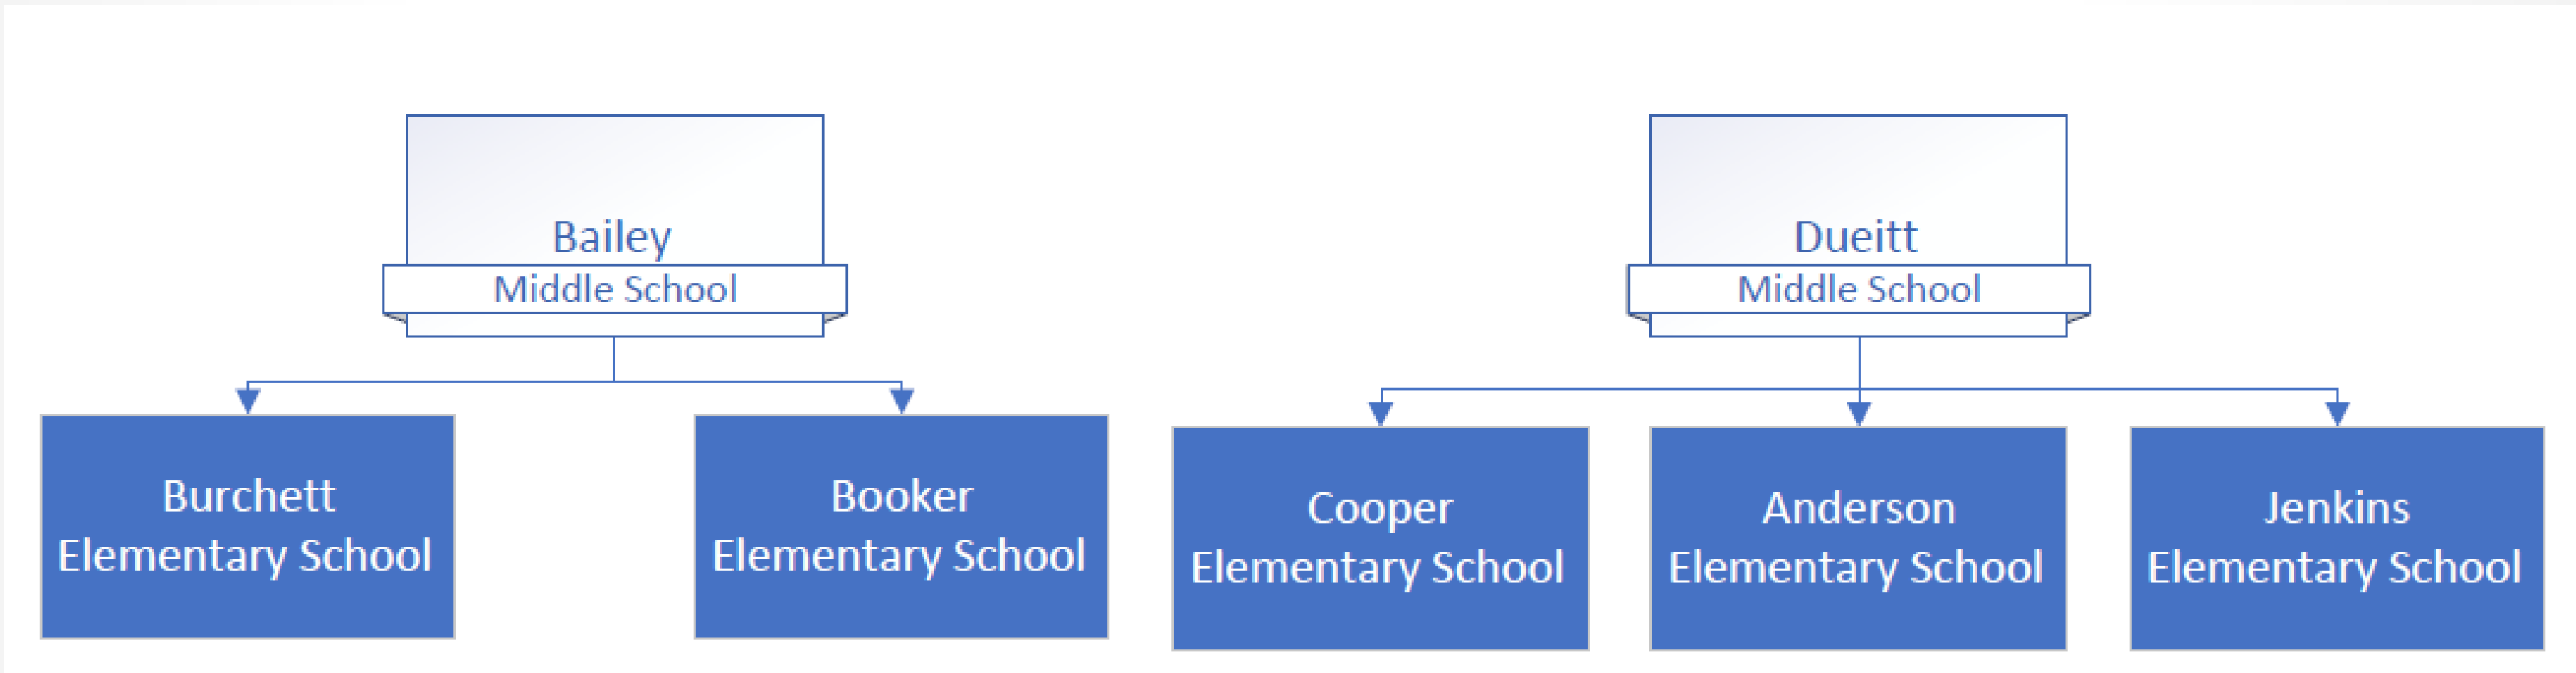 Bailey
Middle School
Dueitt
Middle School
Burchett
Elementary School
Booker
Elementary School
Cooper
Elementary School
Anderson
Elementary School
Jenkins
Elementary School